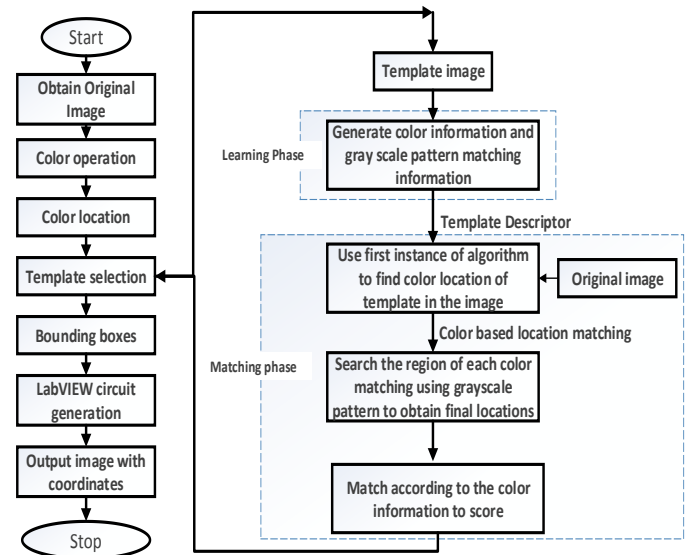 Start
Obtain Original
Image
Color operation
Color location
Template selection
Bounding boxes
LabVIEW circuit
generation
Output image with
coordinates
Stop
Template image
Learning Phase
Generate color information and
gray scale pattern matching
information
Template Descriptor
Use first instance of algorithm
to find color location of
template in the image
Original image
Color based location matching
Matching phase
Search the region of each color
matching using grayscale
pattern to obtain final locations
Match according to the color
information to score